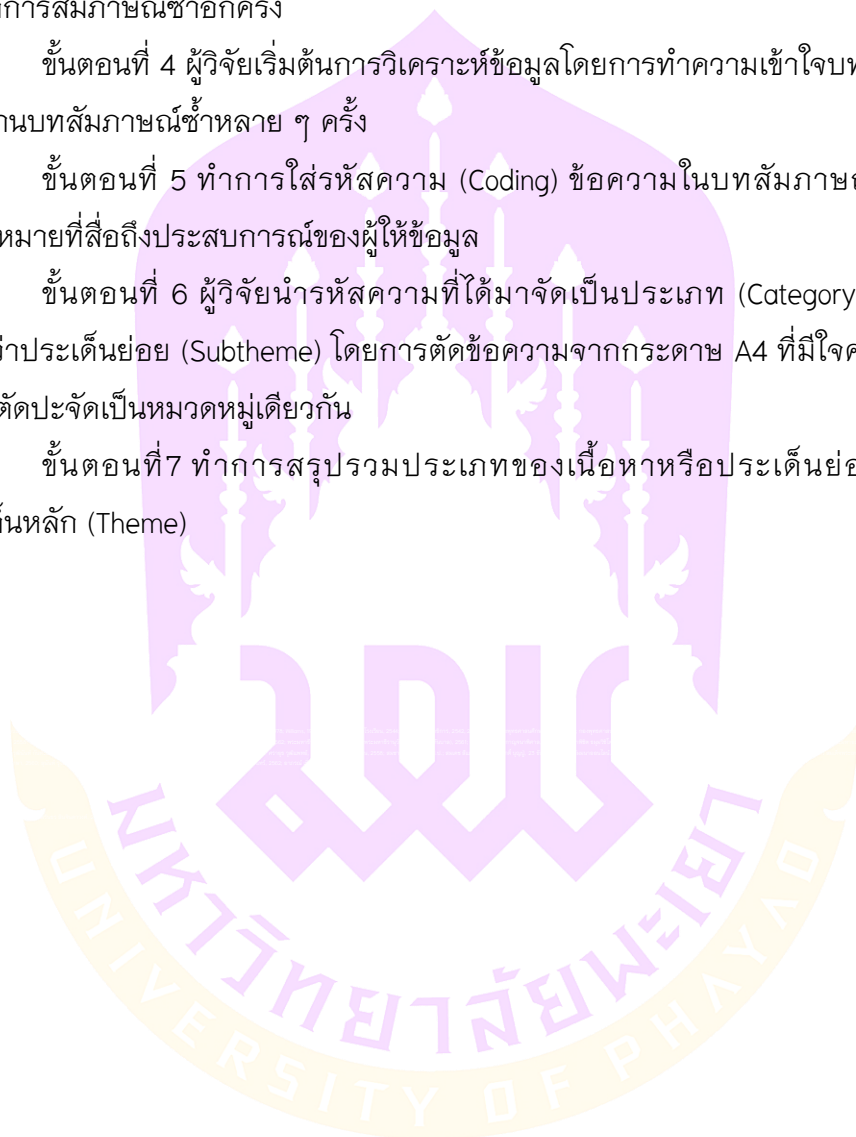 การสัมภาษณ์ซ้ำอีกครั้ง
ขั้นตอนที่ 4 ผู้วิจัยเริ่มต้นการวิเคราะห์ข้อมูลโดยการทำความเข้าใจบท
านบทสัมภาษณ์ซ้ำหลาย ๆ ครั้ง
ขั้นตอนที่ 5 ทำการใส่รหัสความ (Coding) ข้อความในบทสัมภาษ
หมายที่สื่อถึงประสบการณ์ของผู้ให้ข้อมูล
ขั้นตอนที่ 6 ผู้วิจัยนำรหัสความที่ได้มาจัดเป็นประเภท (Category
ว่าประเด็นย่อย (Subtheme) โดยการตัดข้อความจากกระดาษ A4 ที่มีใจค
ตัดปะจัดเป็นหมวดหมู่เดียวกัน
ขั้นตอนที่7 ทำการสรุปรวมประเภทของเนื้อหาหรือประเด็นย่อ
นหลัก (Theme)
มหาวิทยาลัยพะเยา
UNIVERSITY OF PHAYAO